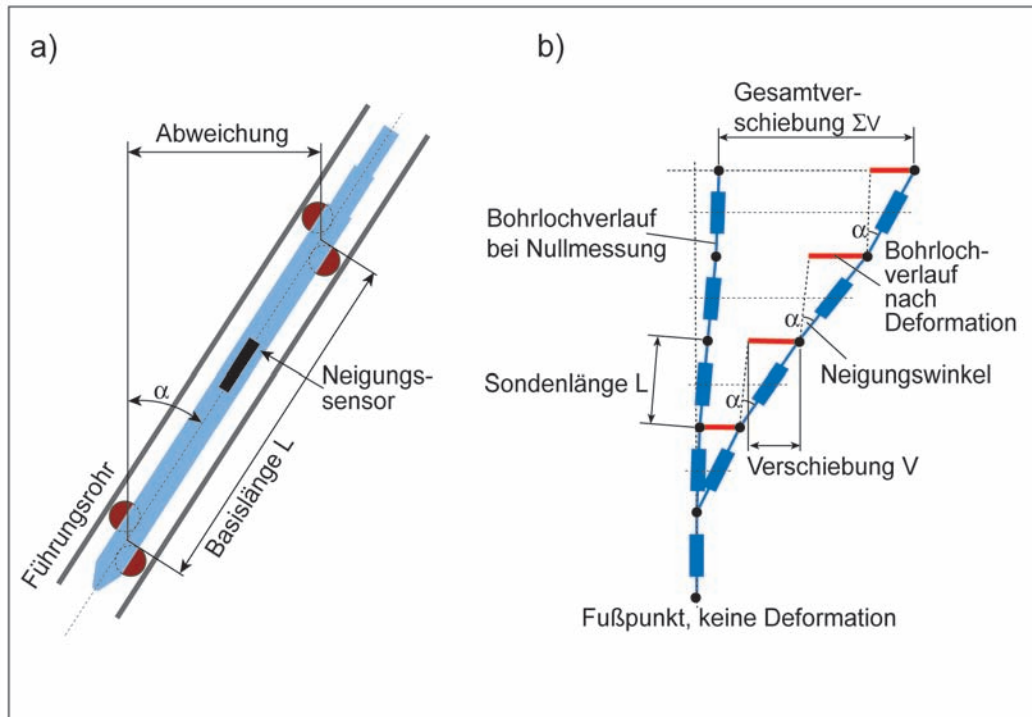 a)
Abweichung
α
Neigungs-
sensor
Basislänge L
Führungsrohr
b)
Gesamtver-
schiebung ΣV
Bohrlochverlauf
bei Nullmessung
α
Bohrloch-
verlauf
nach
Deformation
α
Neigungswinkel
Sondenlänge L
α
Verschiebung V
Fußpunkt, keine Deformation